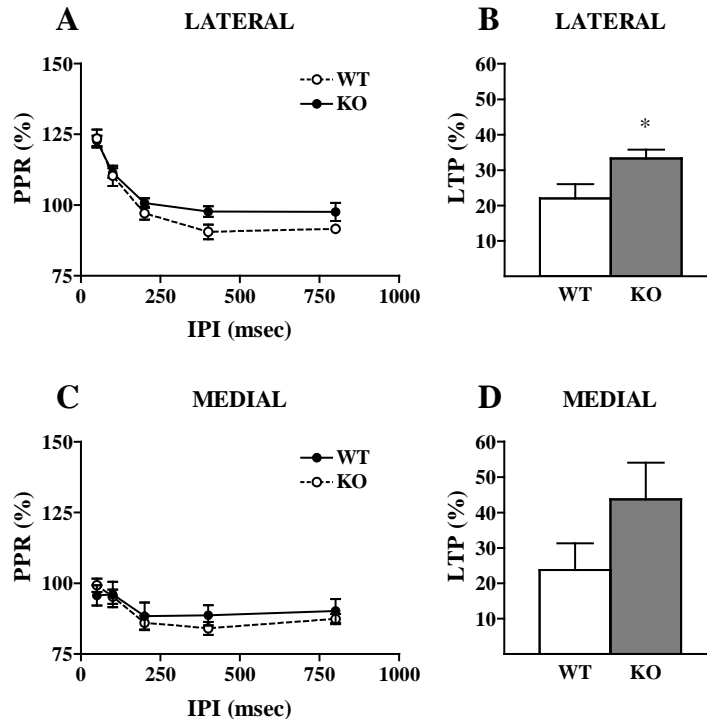 A LATERAL
150
125
100
75
PPR (%)
WT
KO
0 250 500 750 1000
IPI (msec)
B LATERAL
60
50
40
30
20
10
LTP (%)
*
WT KO
C MEDIAL
150
125
100
75
PPR (%)
WT
KO
0 250 500 750 1000
IPI (msec)
D MEDIAL
60
50
40
30
20
10
LTP (%)
WT KO